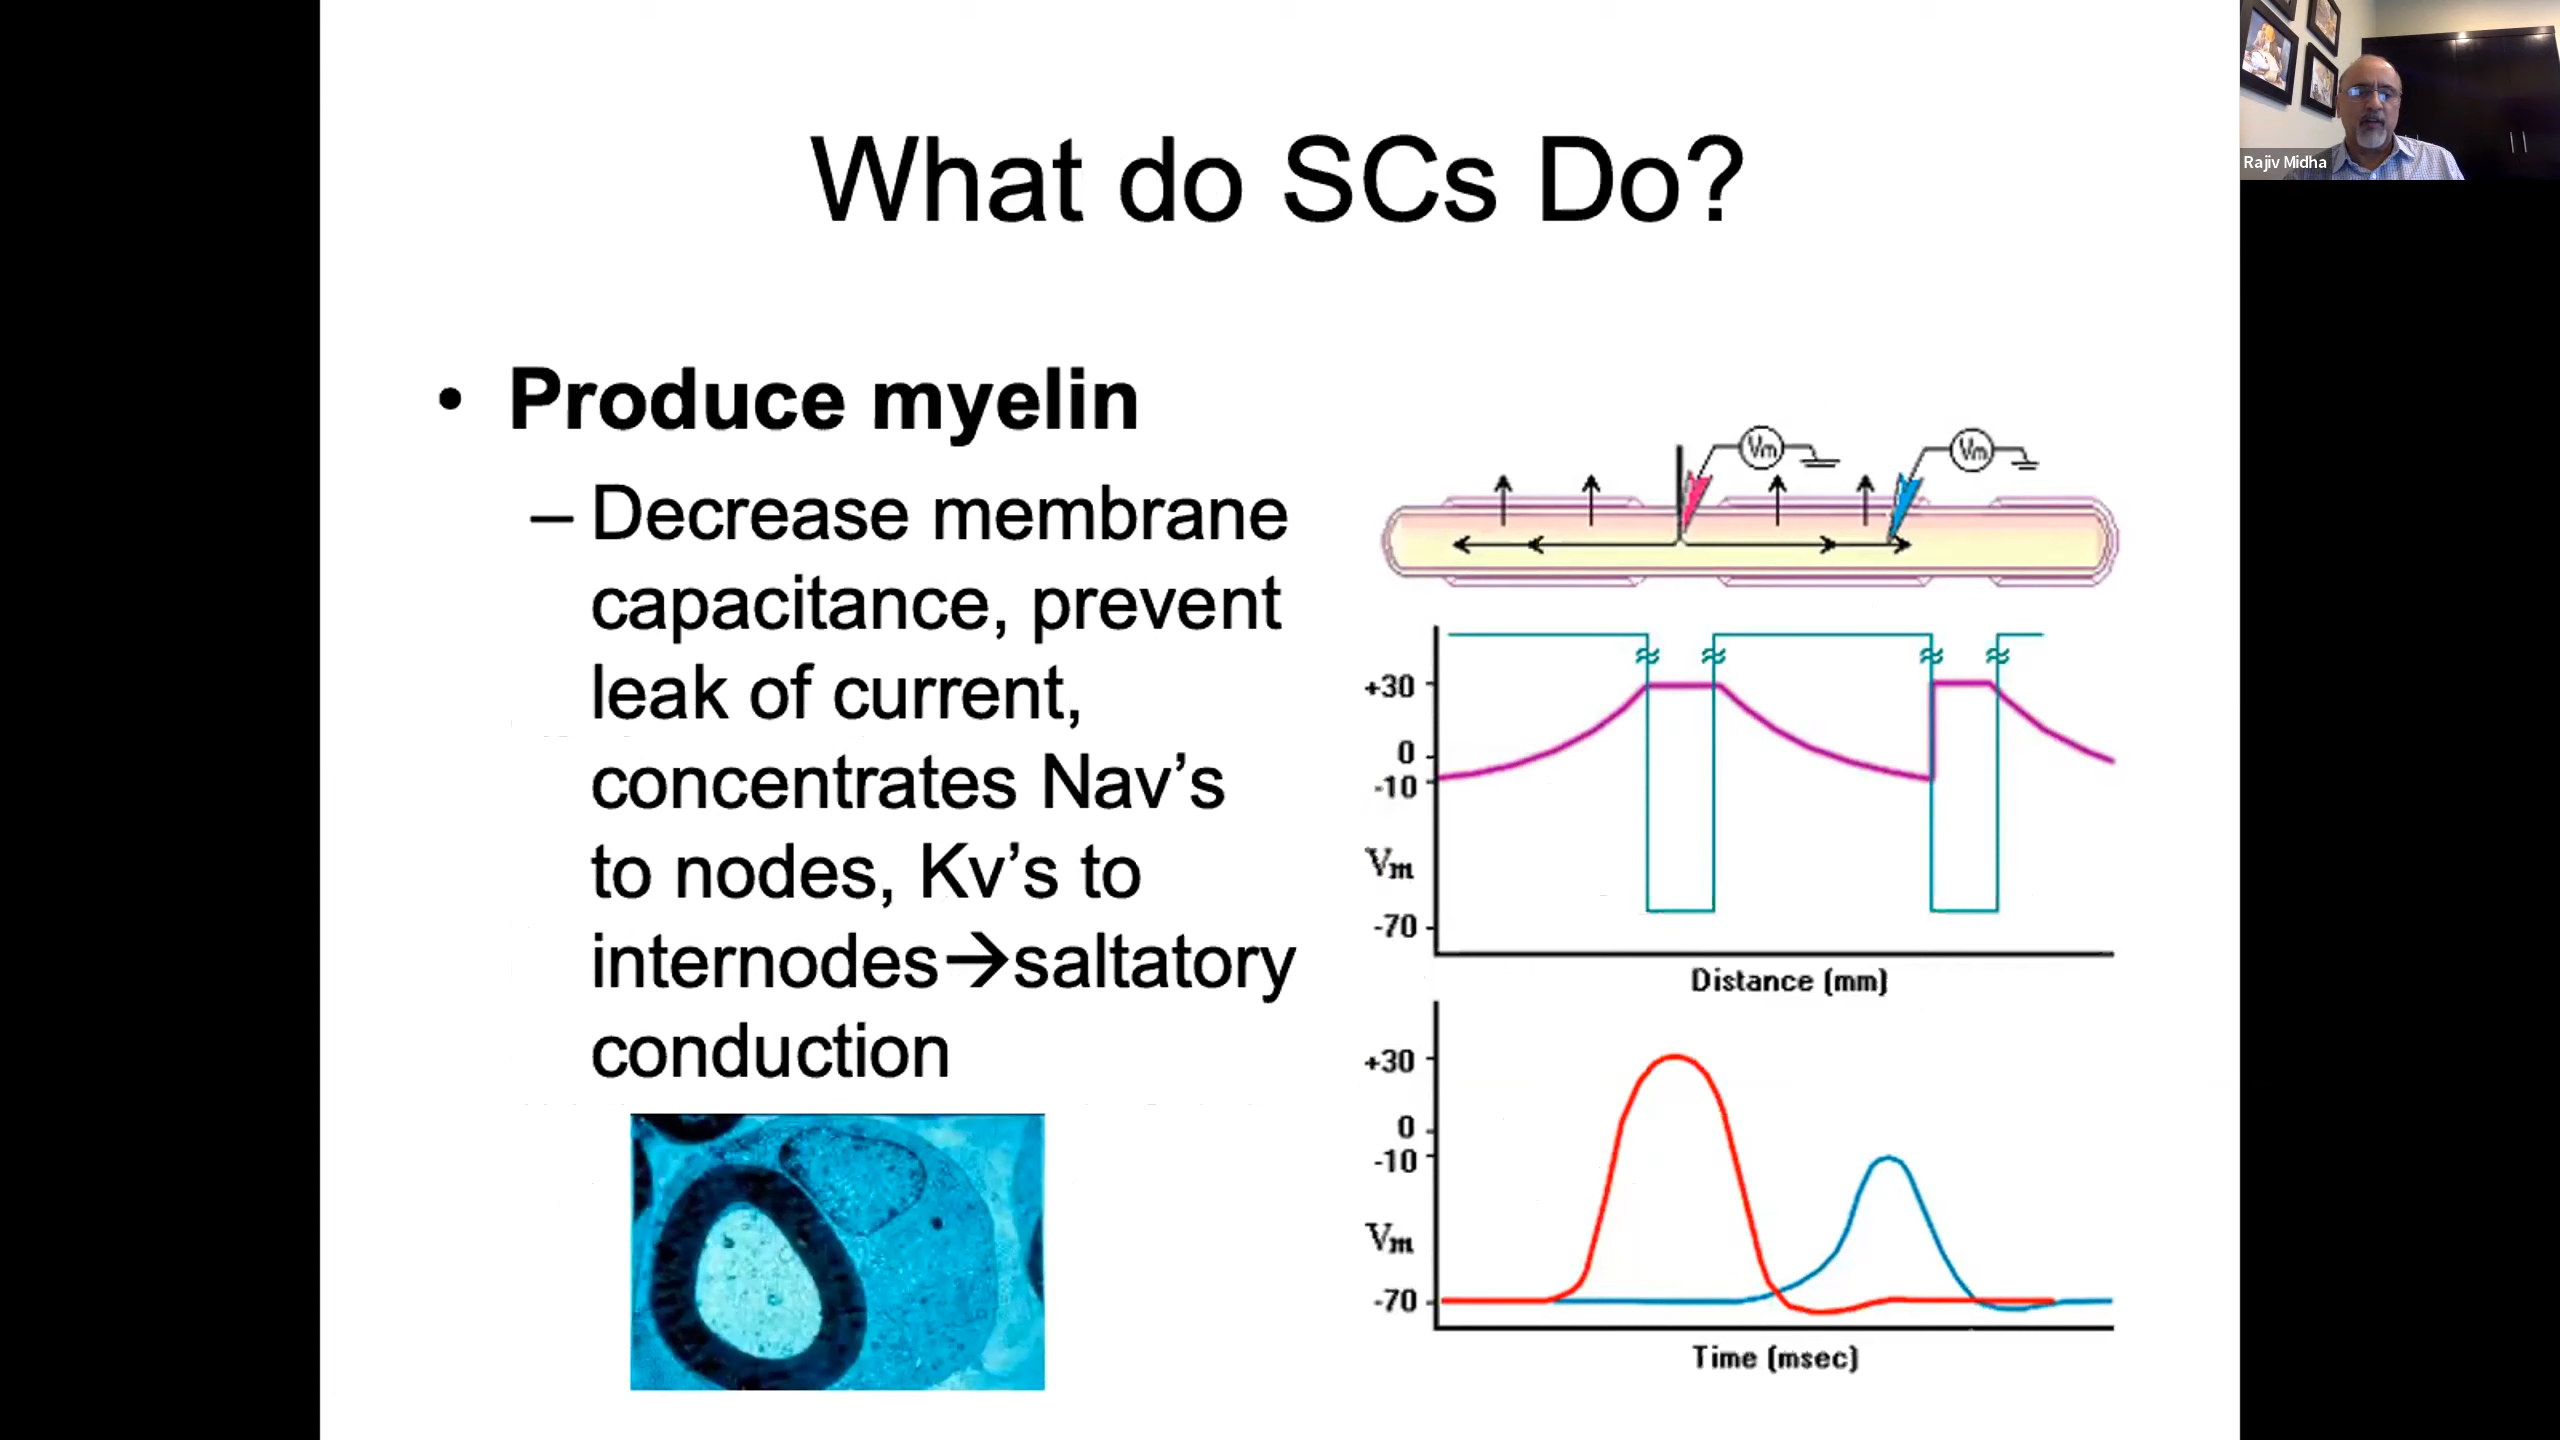 What do SCs Do?
Rajiv Midha
• Produce myelin
– Decrease membrane
capacitance, prevent
leak of current,
concentrates Nav’s
to nodes, Kv’s to
internodes→saltatory
conduction
Vm
Vm
+30
0
-10
Vm
-70
Distance (mm)
+30
0
-10
Vm
-70
Time (msec)